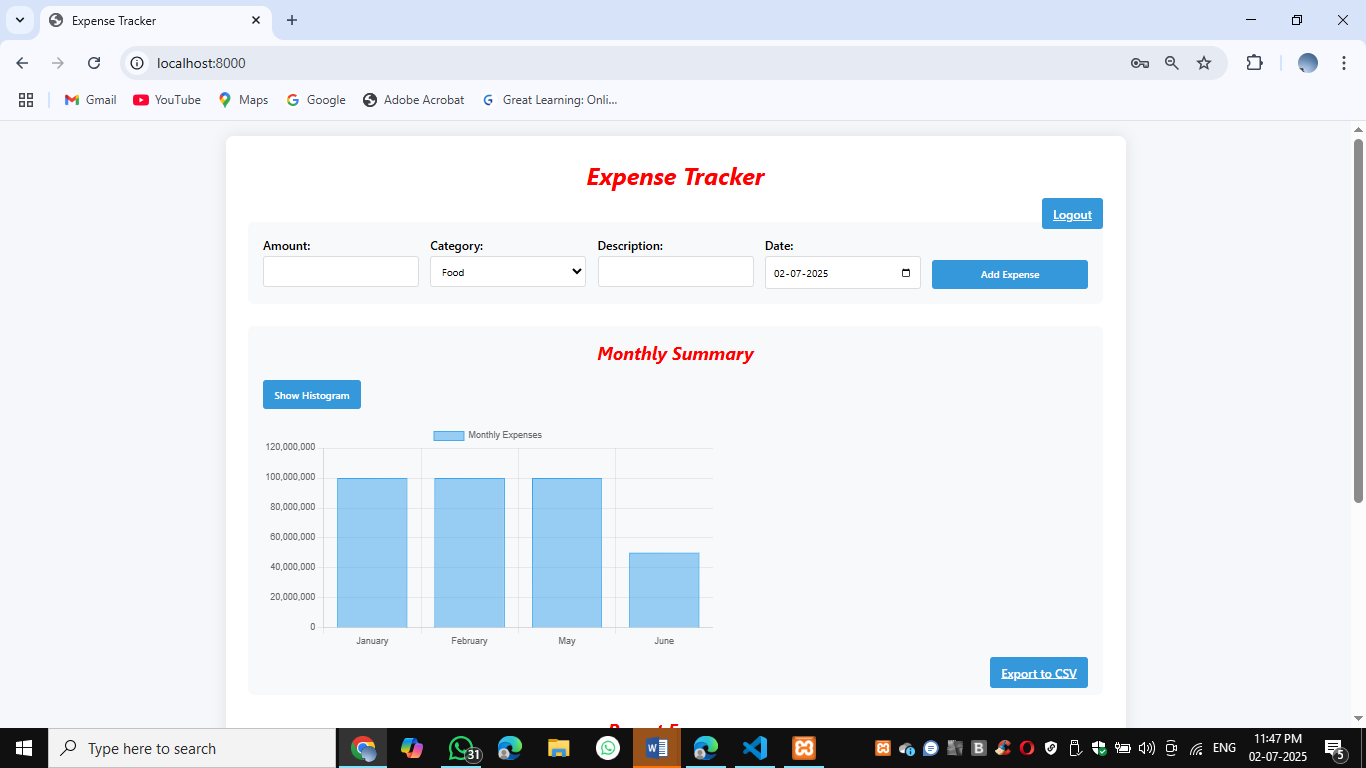 Expense Tracker
localhost:8000
Gmail YouTube Maps Google Adobe Acrobat Great Learning: Onli...
Expense Tracker
Logout
Amount: Category: Description: Date:
Food 02-07-2025 Add Expense
Monthly Summary
Show Histogram
Monthly Expenses
120,000,000
100,000,000
80,000,000
60,000,000
40,000,000
20,000,000
0
January February May June
Export to CSV
Type here to search
31
ENG
11:47 PM
02-07-2025
5